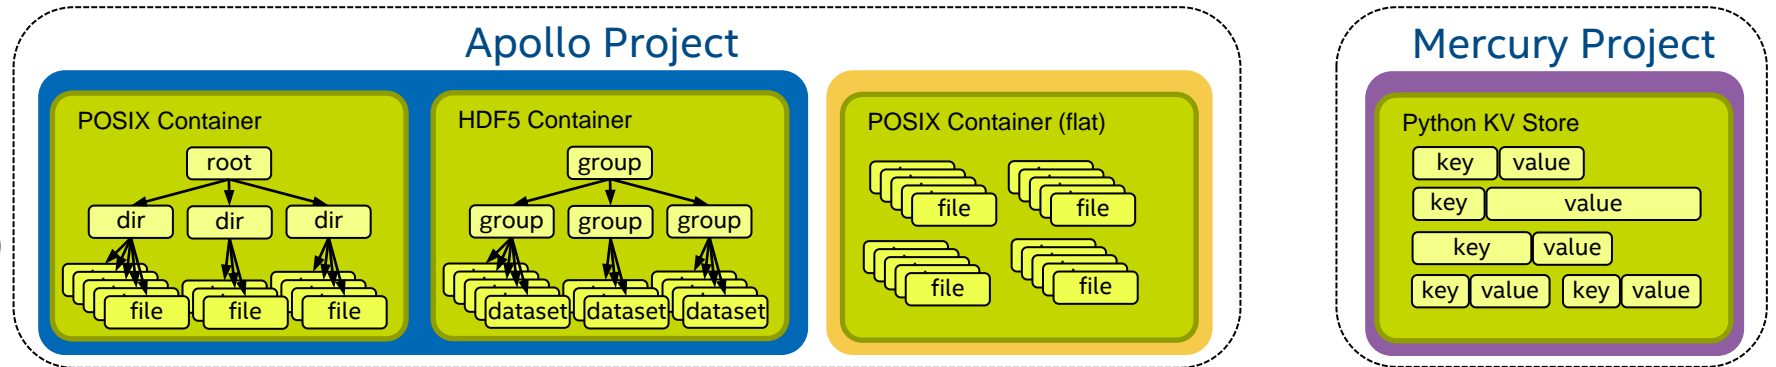 Apollo Project
POSIX Container
root
dir
dir
dir
file
file
file
HDF5 Container
group
group
group
group
dataset
dataset
dataset
POSIX Container (flat)
file
file
file
file
Mercury Project
Python KV Store
key value
key value
key value
key value key value